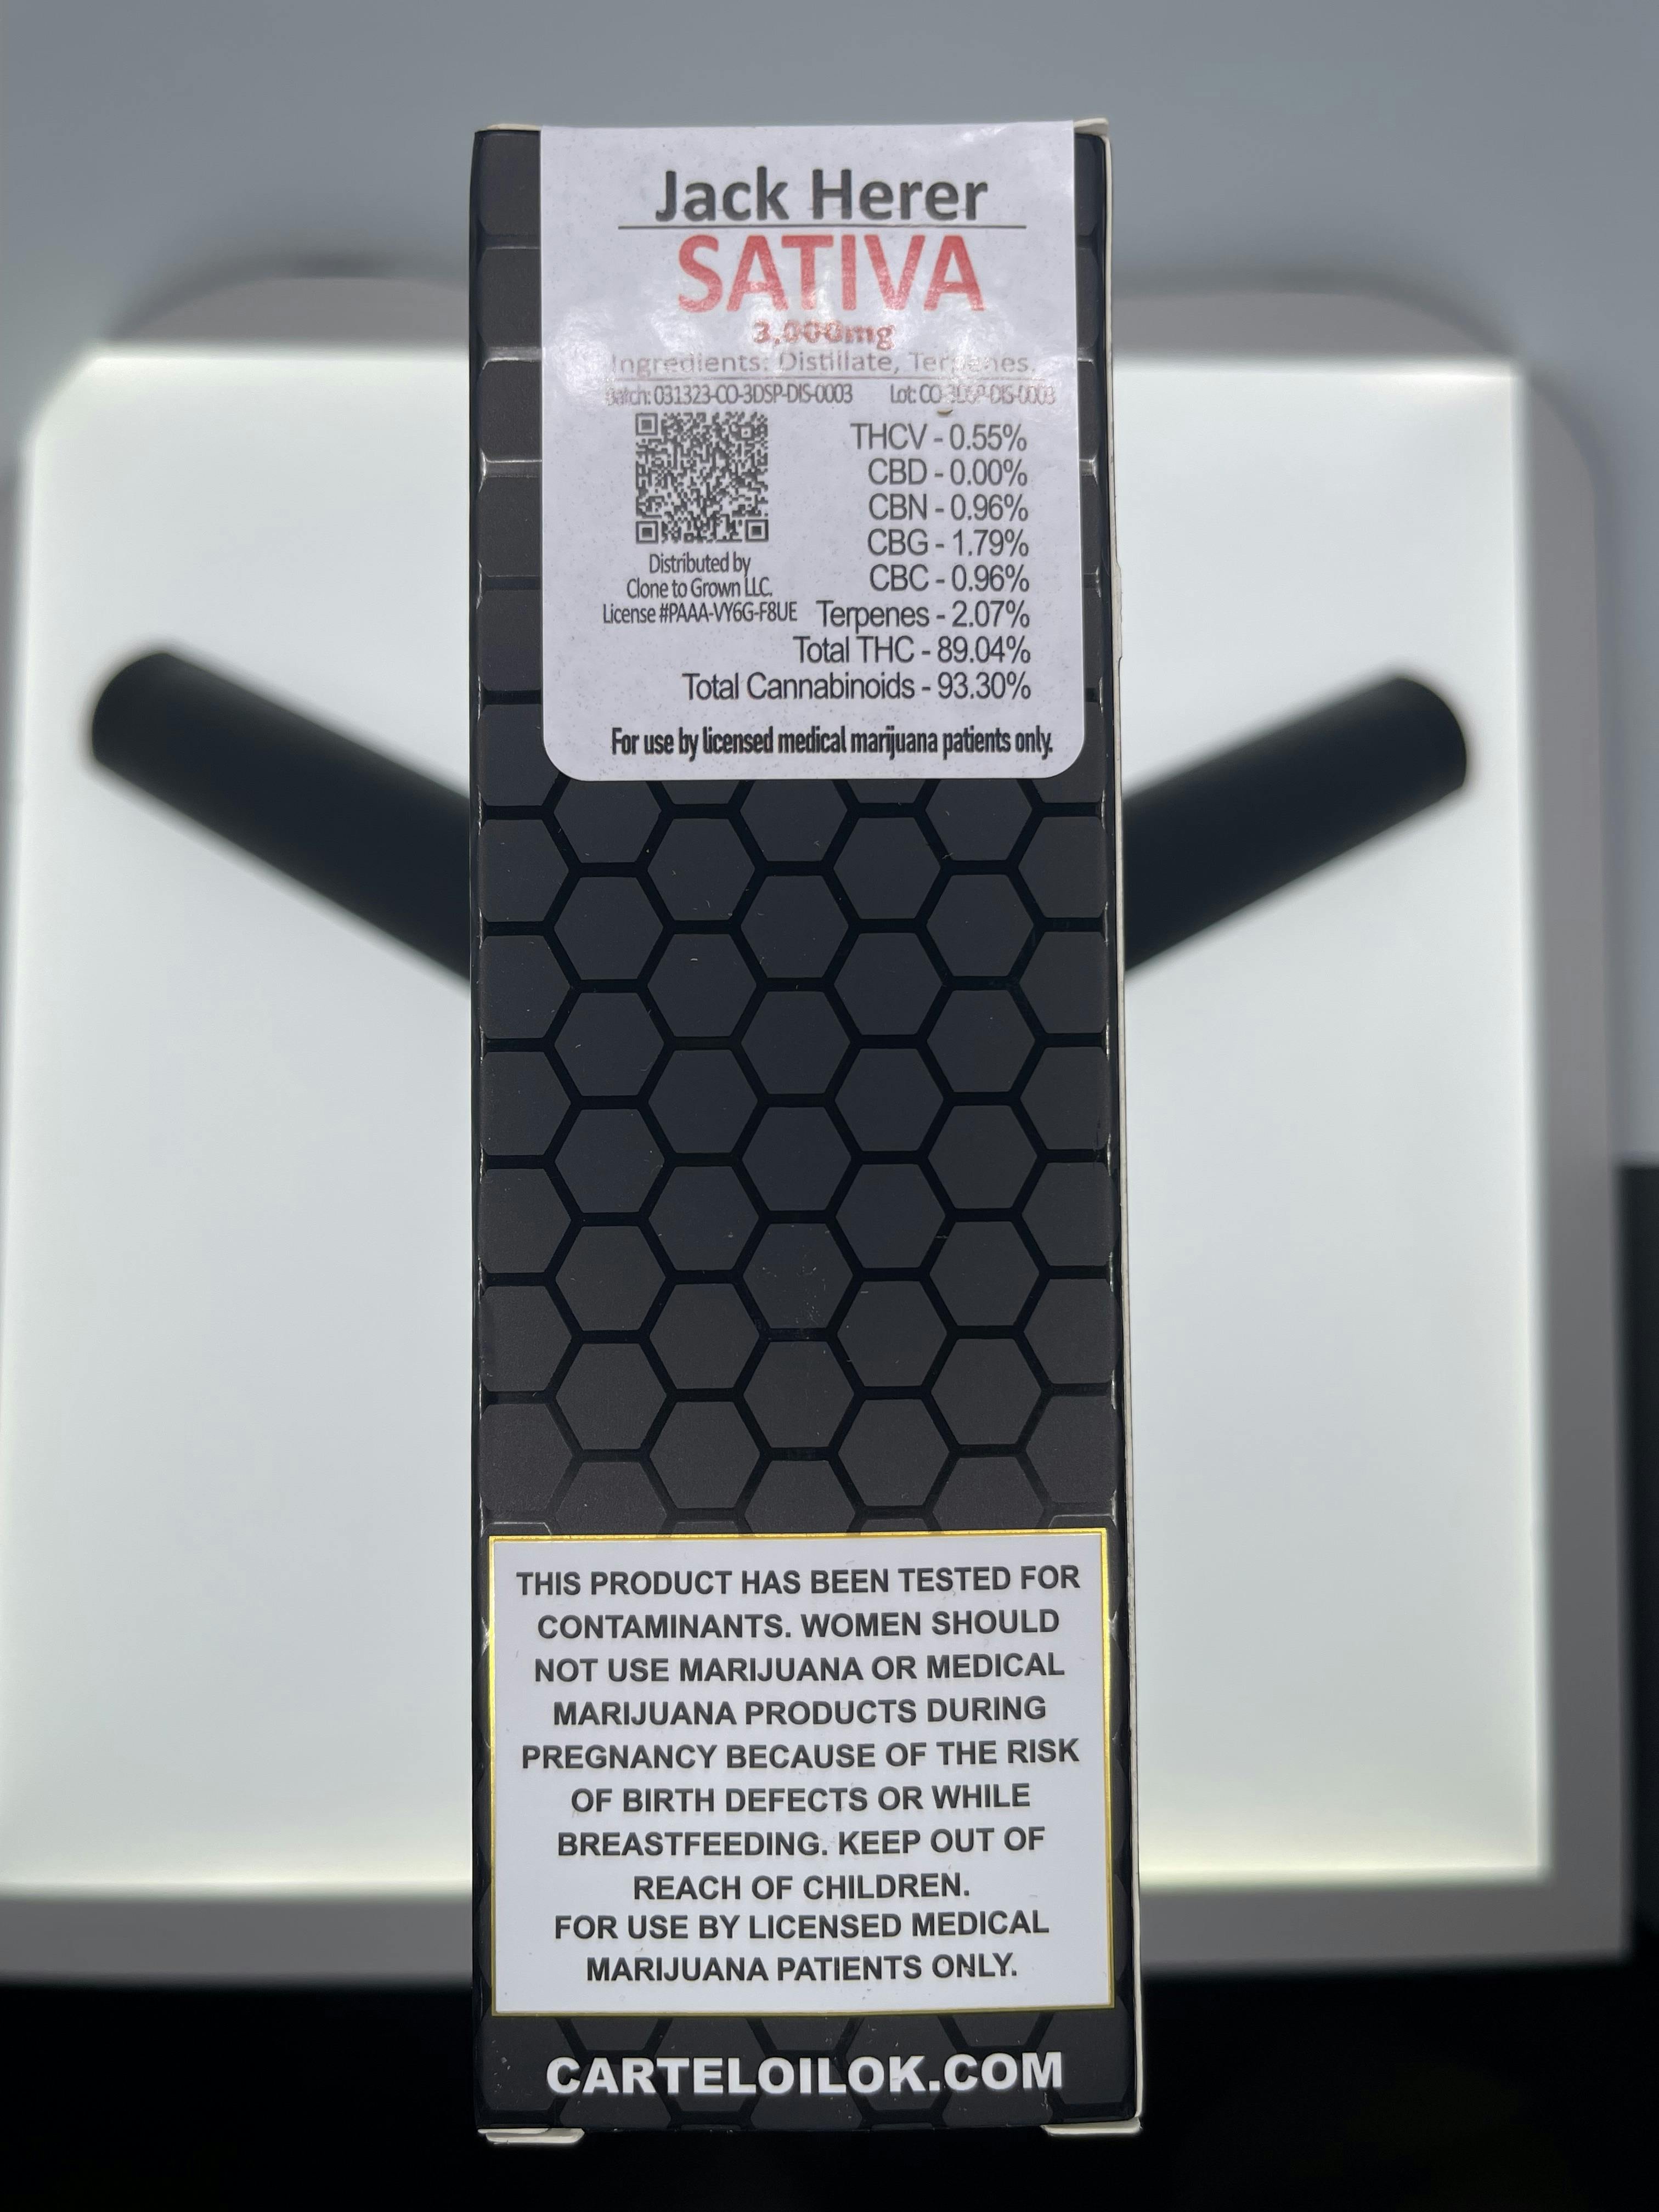 Jack Herer
SATIVA
3,000mg
Ingredients: Distillate, Terpenes.
Batch: 031323-CO-3DSP-DIS-0003 Lot: CO-3DSP-DIS-0003
THCV - 0.55%
CBD - 0.00%
CBN - 0.96%
CBG - 1.79%
CBC - 0.96%
Terpenes - 2.07%
Total THC - 89.04%
Total Cannabinoids - 93.30%
Distributed by
Clone to Grown LLC.
License #PAAA-VY6G-F8UE
For use by licensed medical marijuana patients only.
THIS PRODUCT HAS BEEN TESTED FOR
CONTAMINANTS. WOMEN SHOULD
NOT USE MARIJUANA OR MEDICAL
MARIJUANA PRODUCTS DURING
PREGNANCY BECAUSE OF THE RISK
OF BIRTH DEFECTS OR WHILE
BREASTFEEDING. KEEP OUT OF
REACH OF CHILDREN.
FOR USE BY LICENSED MEDICAL
MARIJUANA PATIENTS ONLY.
CARTELOILOK.COM